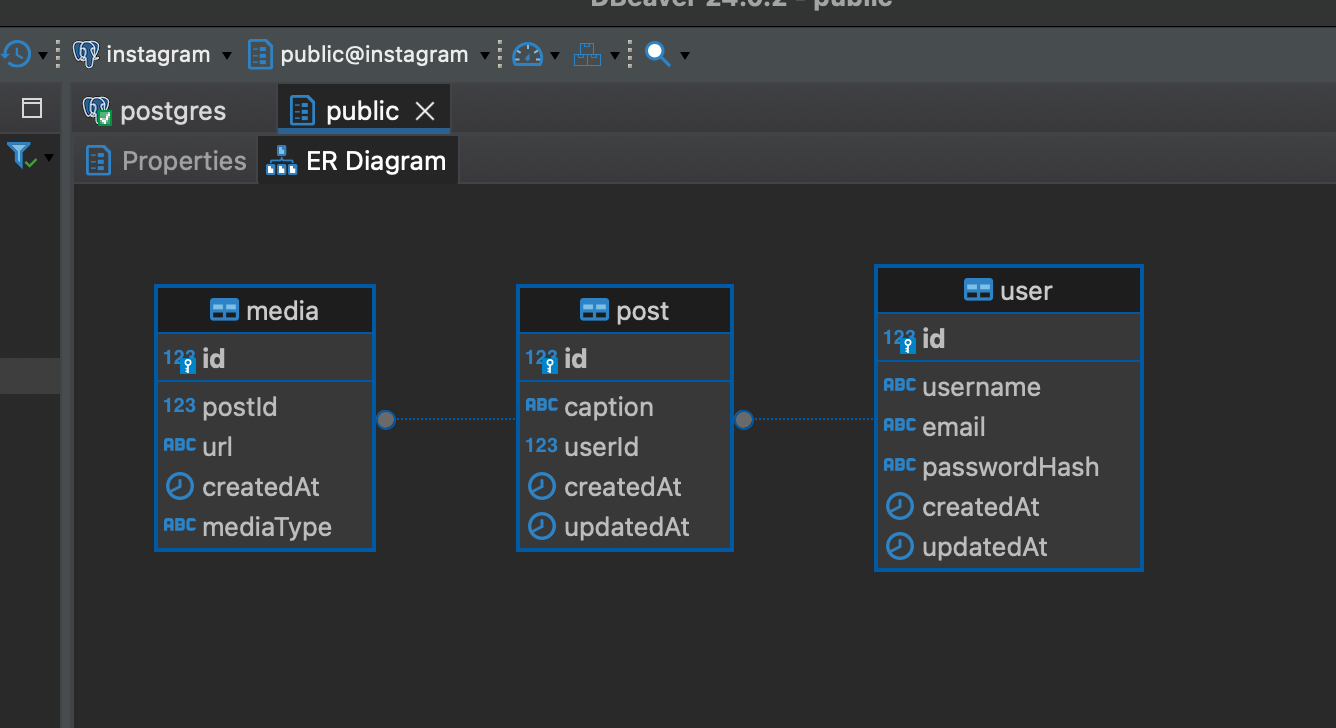 DBeaver 24.0.2 - public
instagram public@instagram
postgres public
Properties ER Diagram
media
123 id
123 postId
ABC url
createdAt
ABC mediaType
post
123 id
ABC caption
123 userId
createdAt
updatedAt
user
123 id
ABC username
ABC email
ABC passwordHash
createdAt
updatedAt